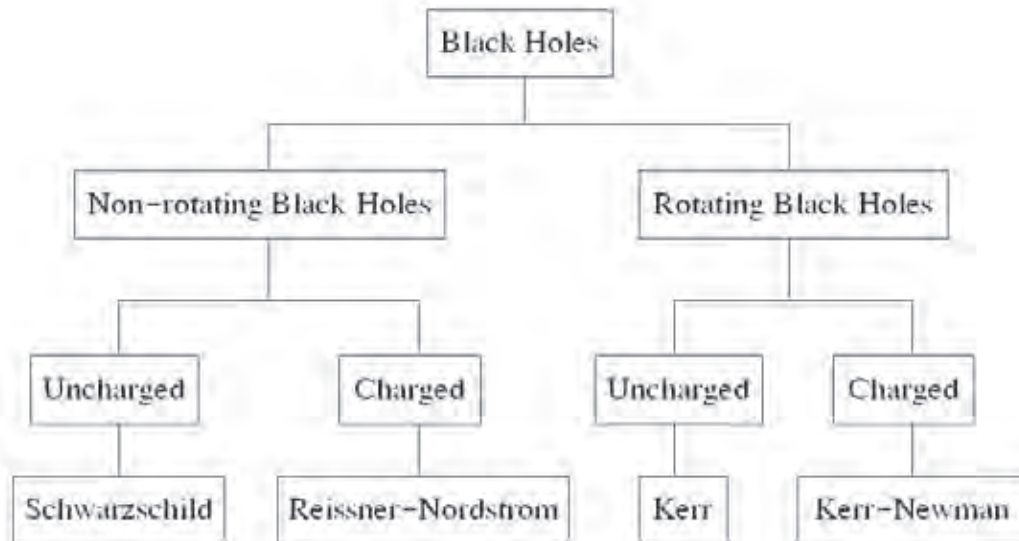 Black Holes
Non-rotating Black Holes
Rotating Black Holes
Uncharged
Charged
Uncharged
Charged
Schwarzschild
Reissner-Nordstrom
Kerr
Kerr-Newman